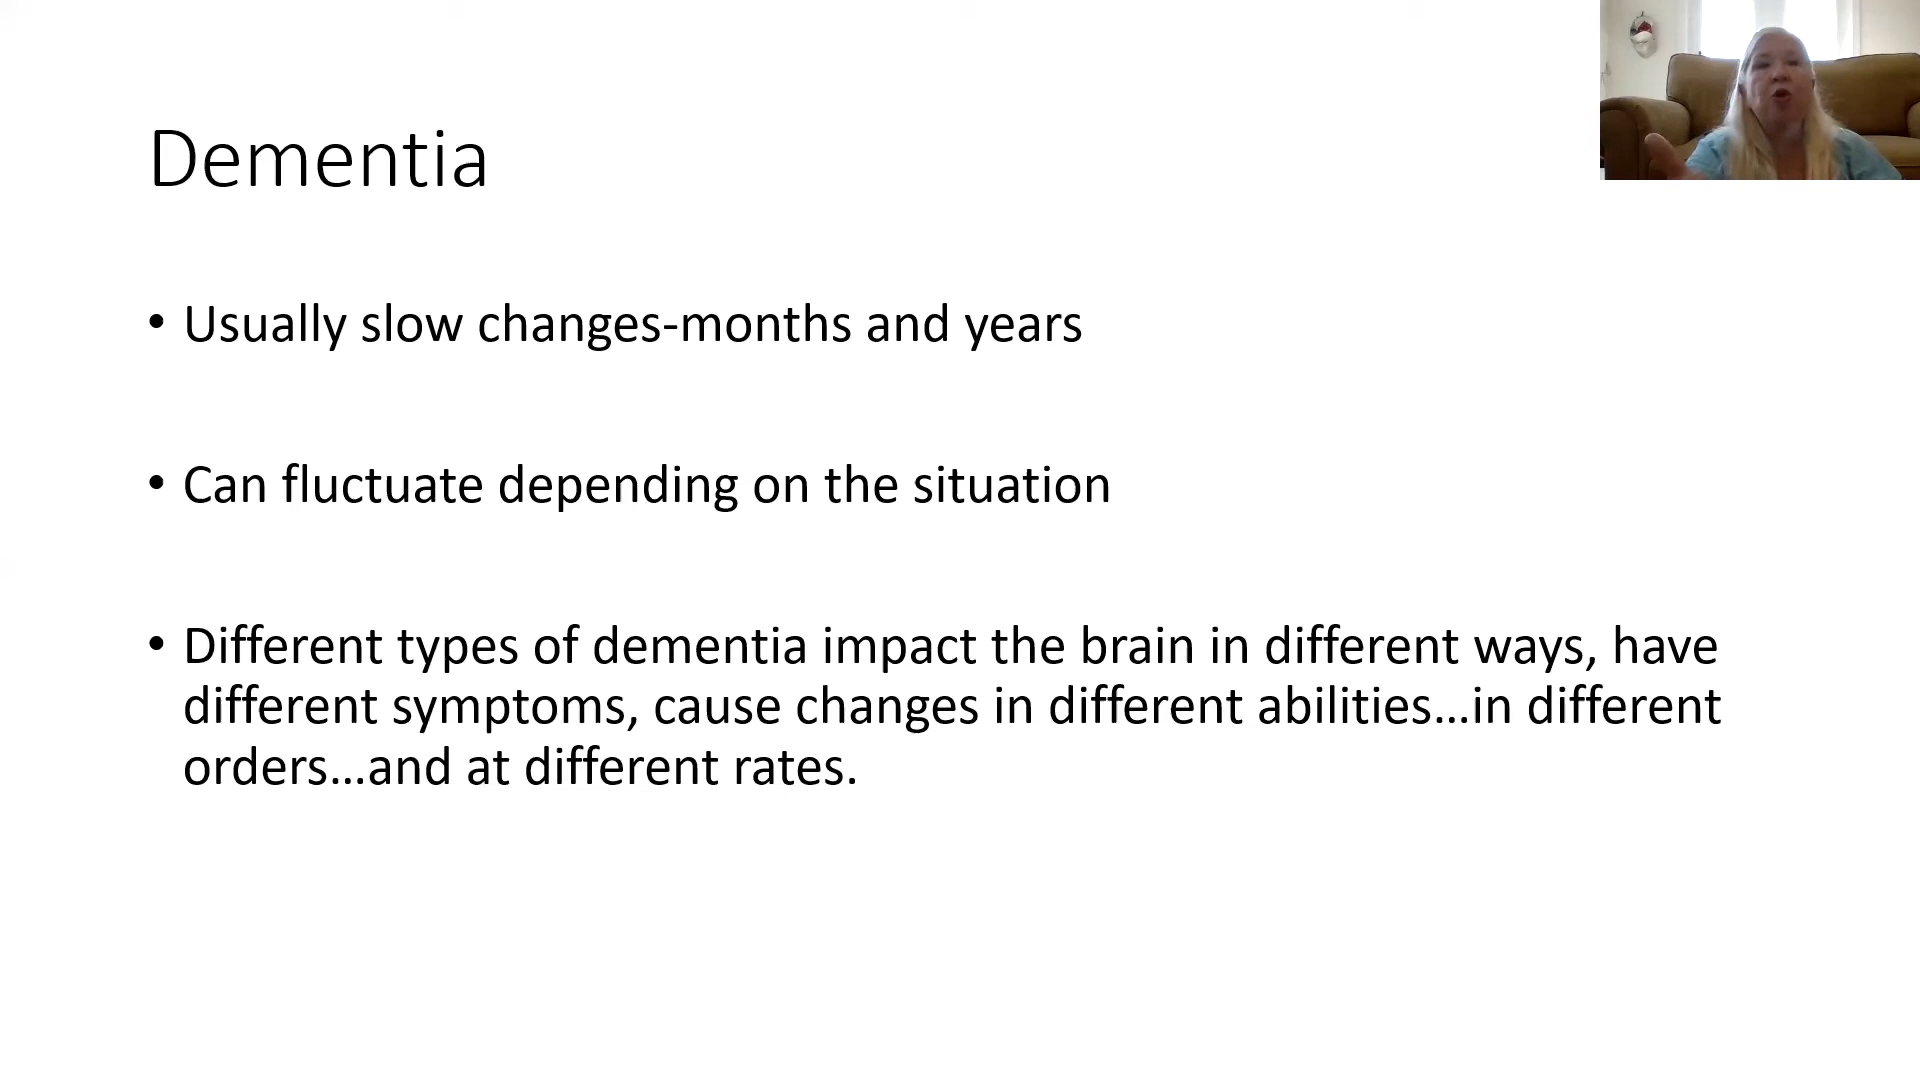 Dementia
• Usually slow changes-months and years
• Can fluctuate depending on the situation
• Different types of dementia impact the brain in different ways, have
different symptoms, cause changes in different abilities…in different
orders…and at different rates.